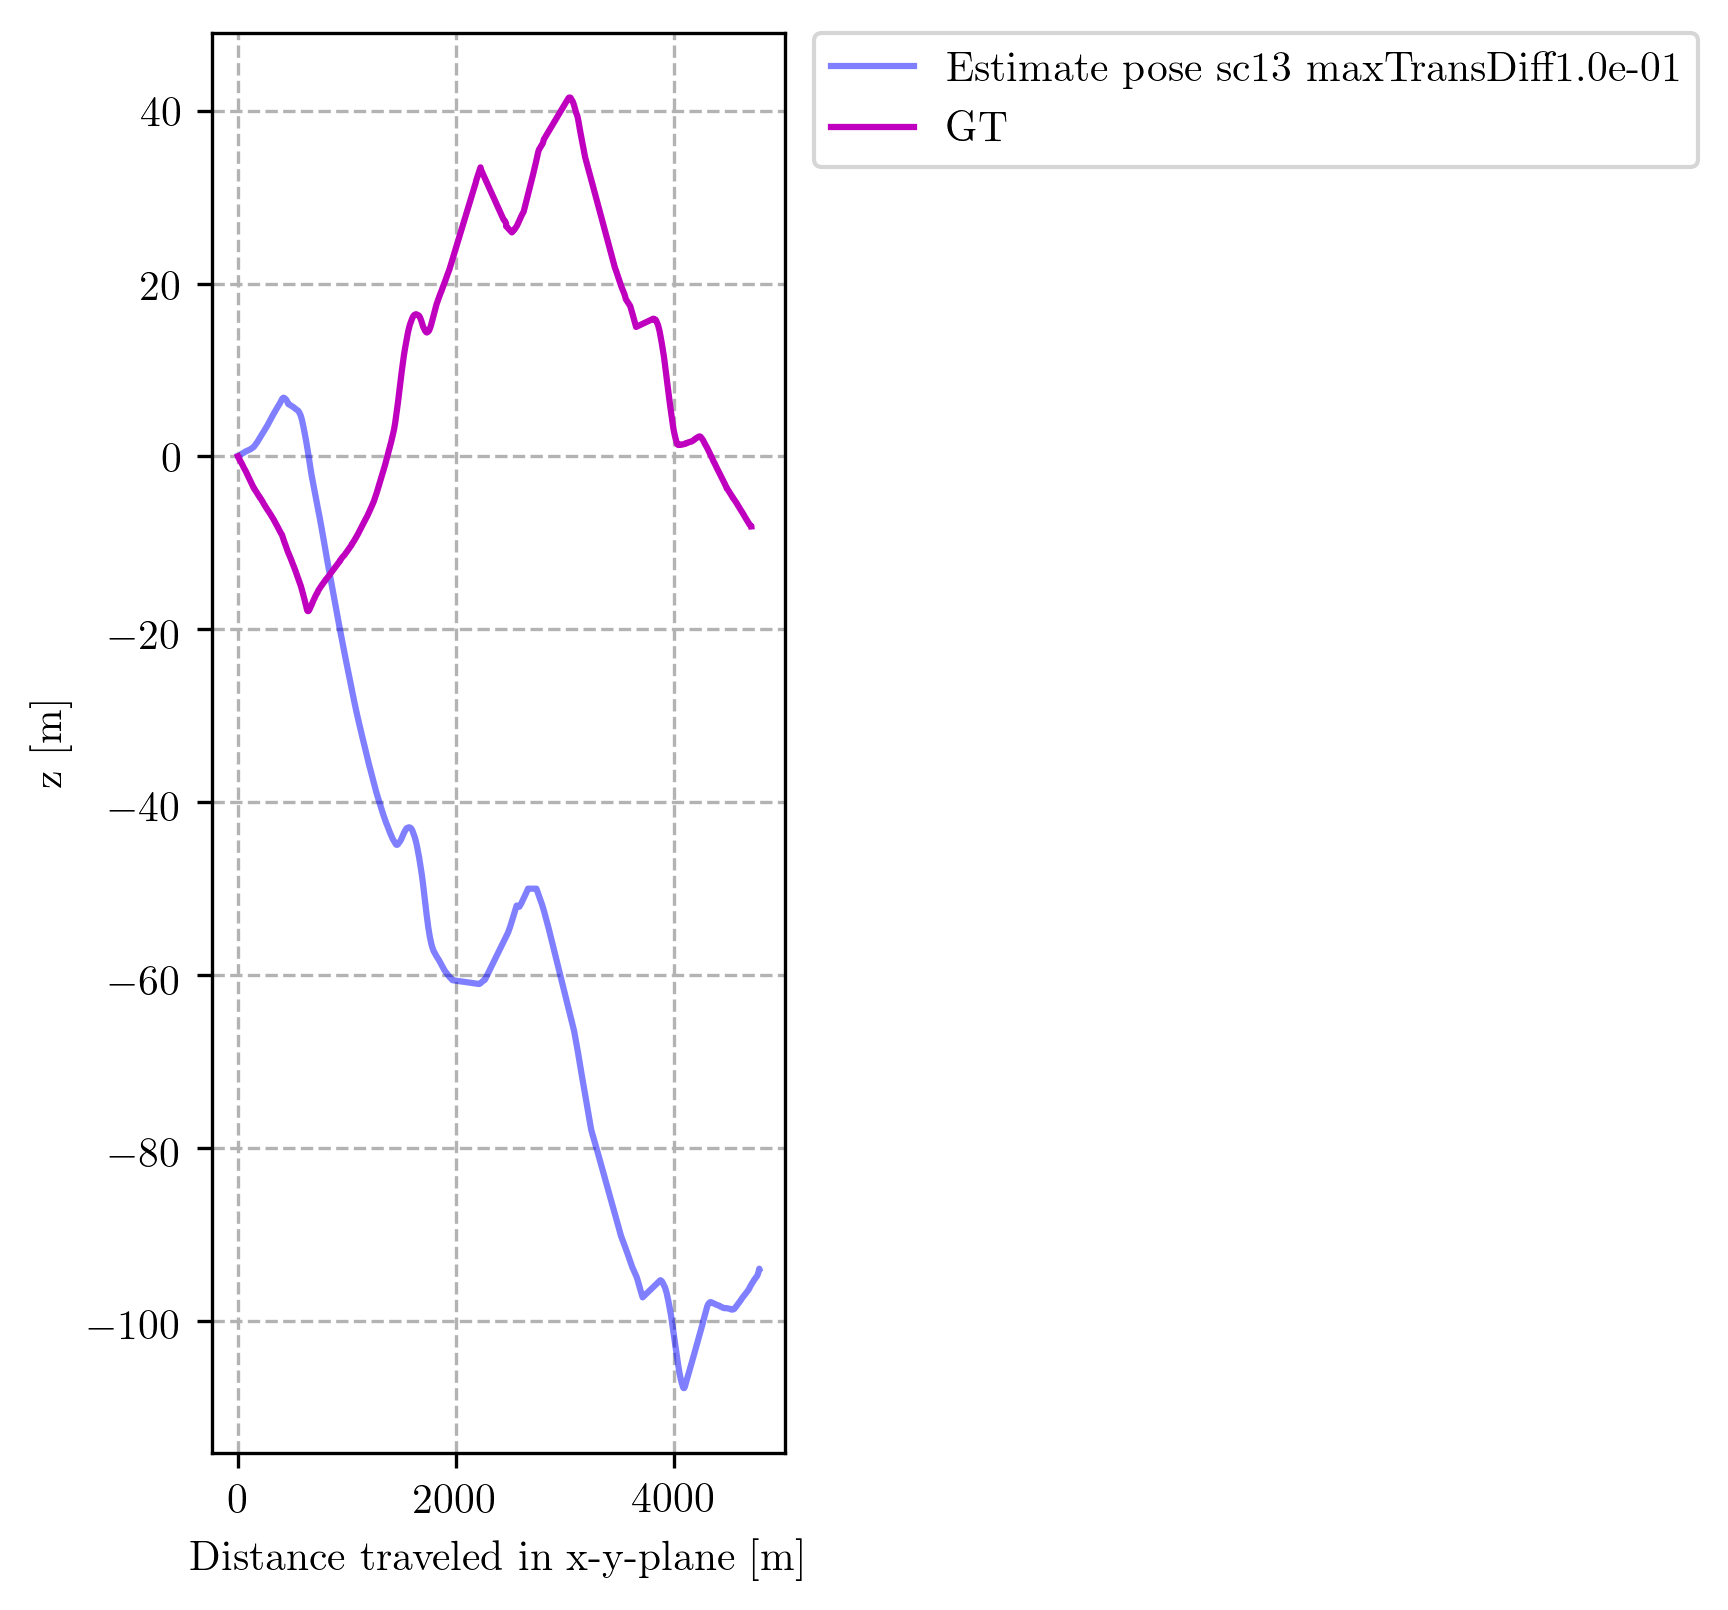 Estimate pose sc13 maxTransDiff1.0e-01
GT
40
20
0
−20
−40
−60
−80
−100
z [m]
0 2000 4000
Distance traveled in x-y-plane [m]